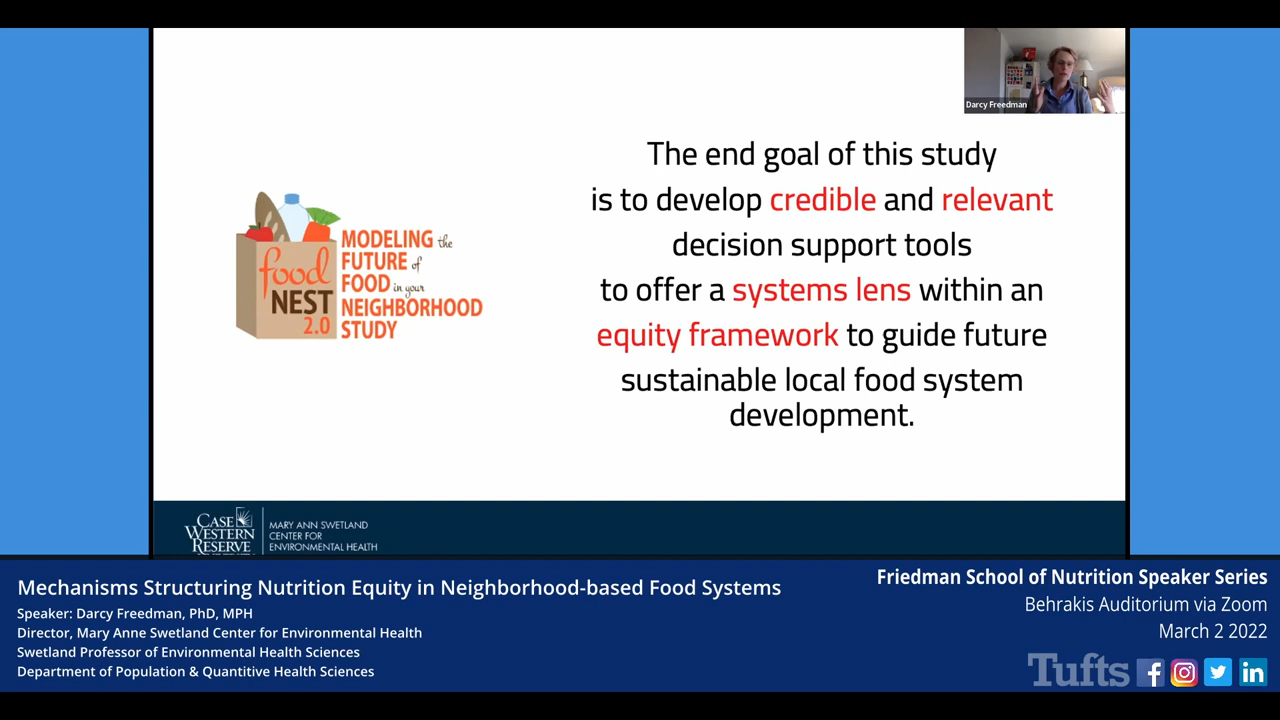 Darcy Freedman
The end goal of this study
is to develop credible and relevant
decision support tools
to offer a systems lens within an
equity framework to guide future
sustainable local food system
development.
food
NEST
2.0
MODELING the
FUTURE of
FOOD in your
NEIGHBORHOOD
STUDY
CASE
WESTERN
RESERVE
MARY ANN SWETLAND
CENTER FOR
ENVIRONMENTAL HEALTH
Mechanisms Structuring Nutrition Equity in Neighborhood-based Food Systems
Speaker: Darcy Freedman, PhD, MPH
Director, Mary Anne Swetland Center for Environmental Health
Swetland Professor of Environmental Health Sciences
Department of Population & Quantitative Health Sciences
Friedman School of Nutrition Speaker Series
Behrakis Auditorium via Zoom
March 2 2022
Tufts